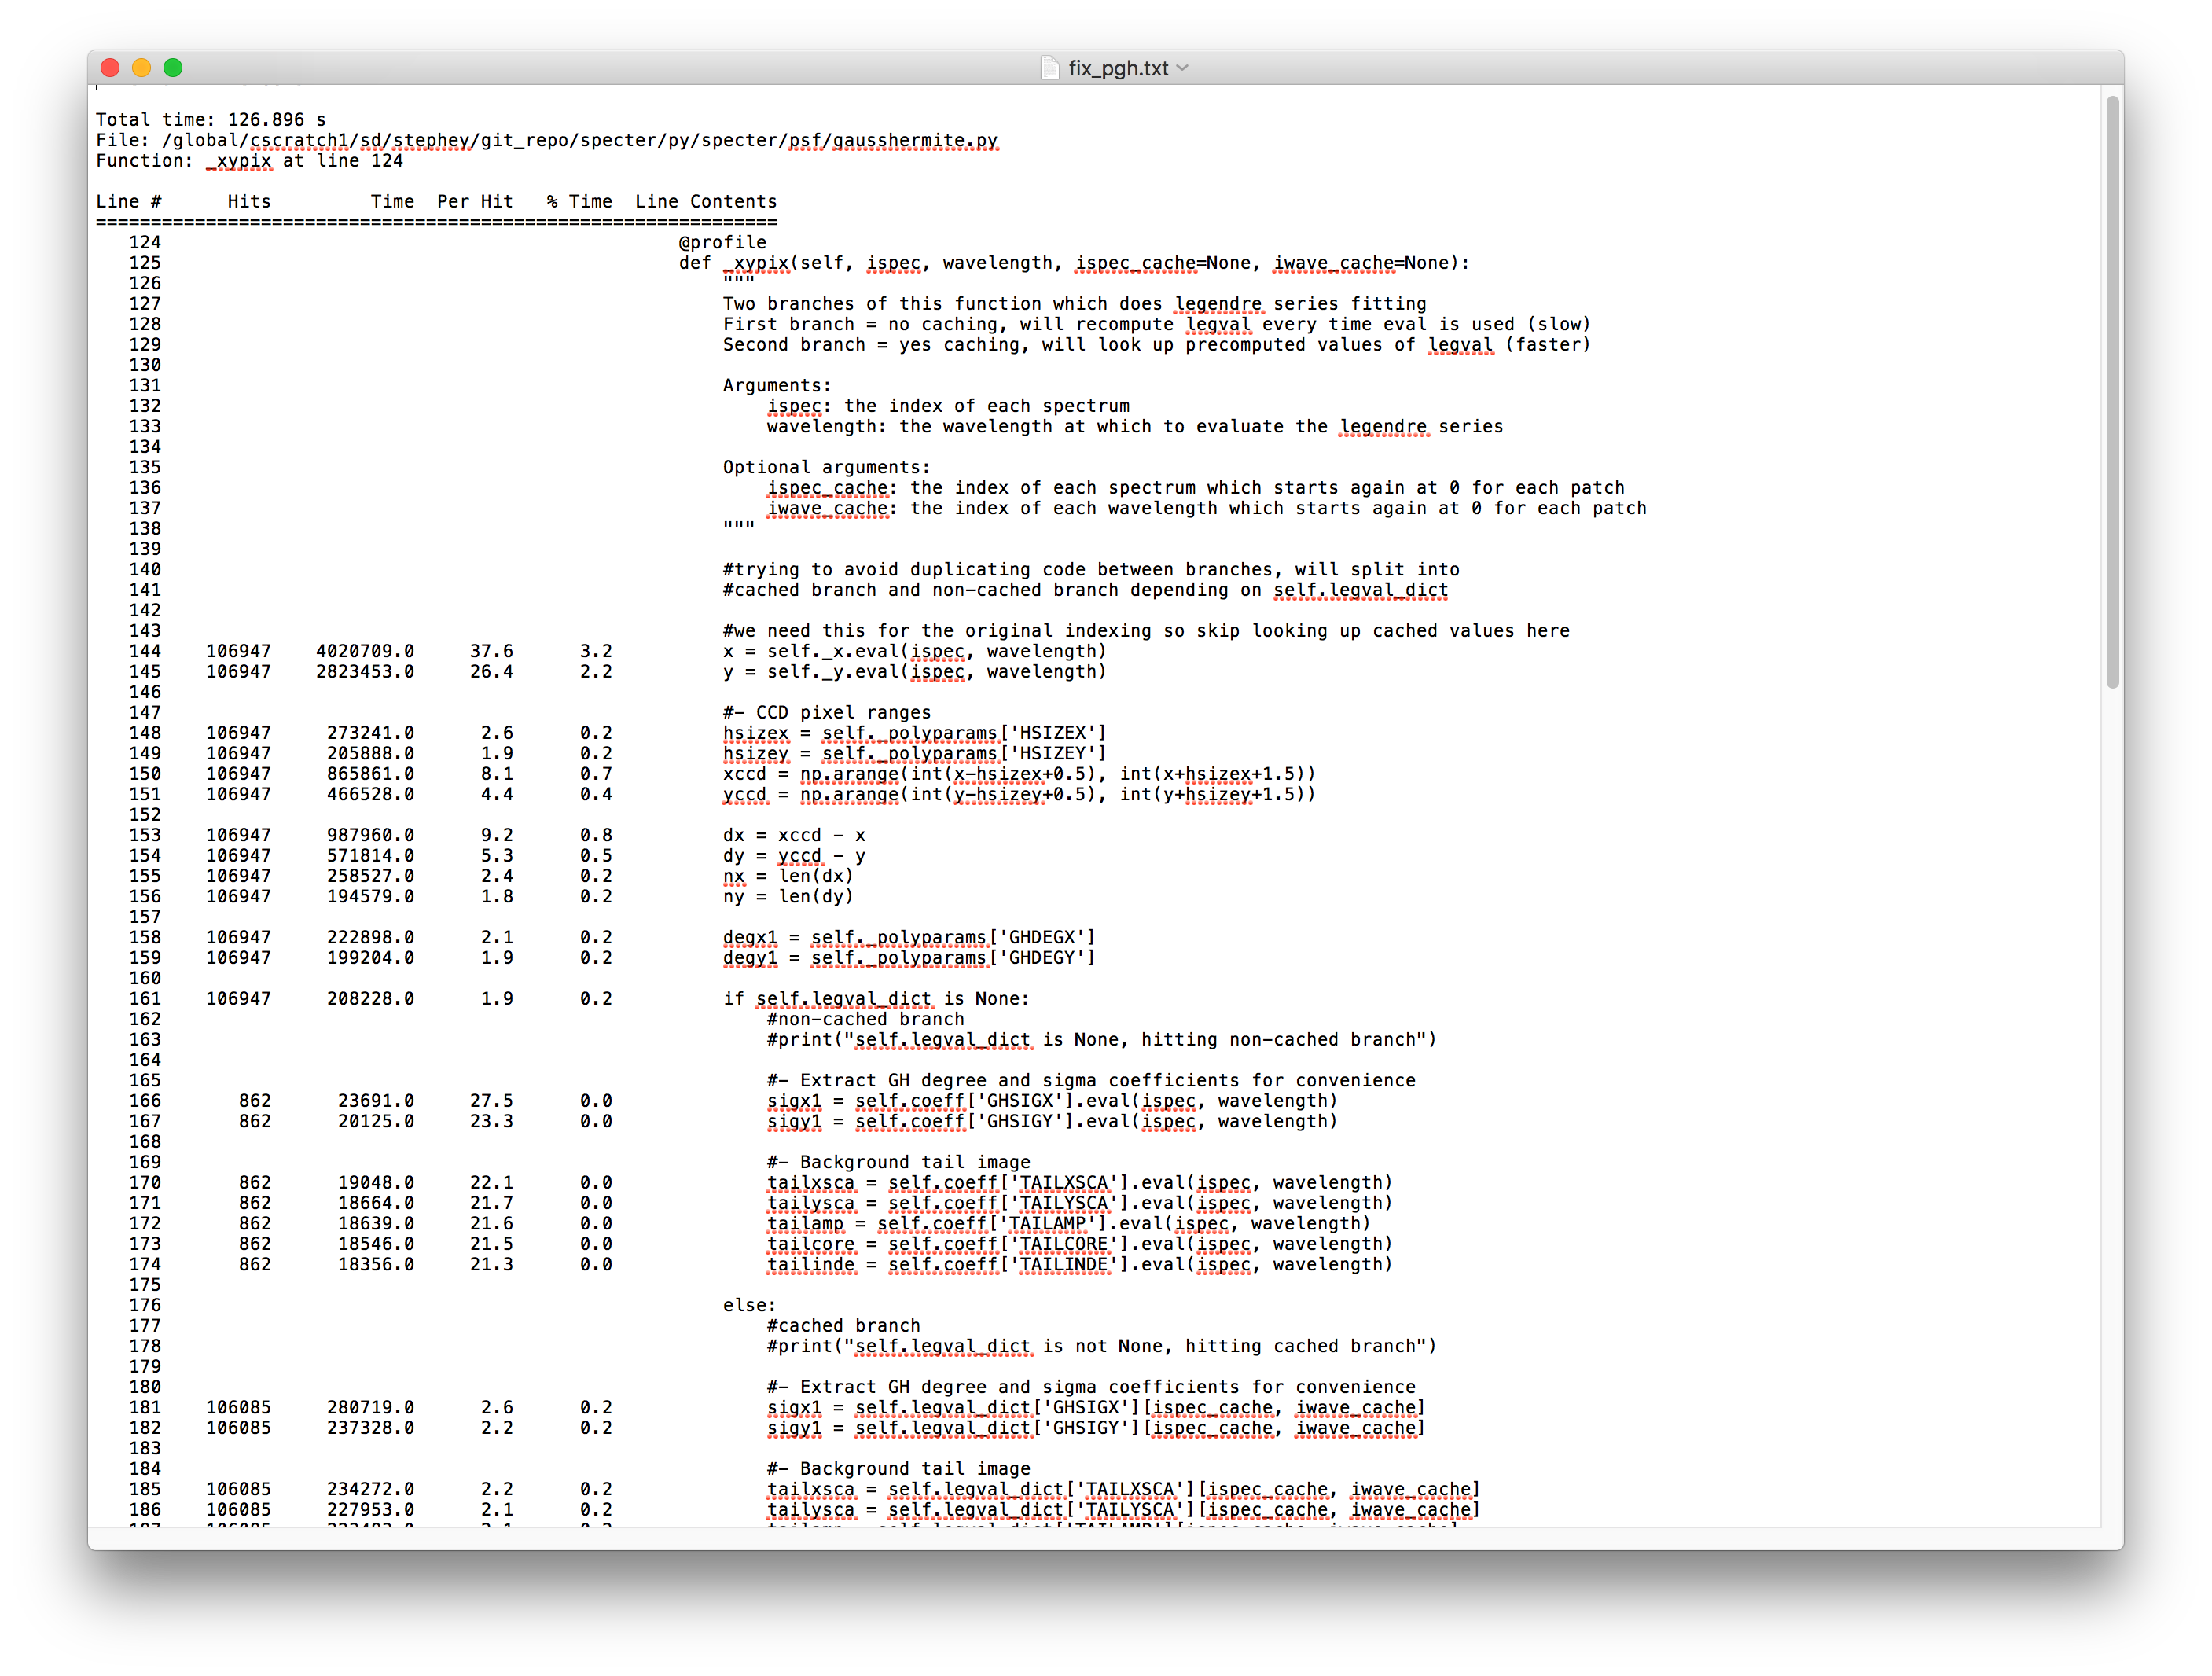 fix_pgh.txt
Total time: 126.896 s
File: /global/cscratch1/sd/stephey/git_repo/specter/py/specter/psf/gausshermite.py
Function: _xypix at line 124
Line #      Hits         Time  Per Hit   % Time  Line Contents
==============================================================
124                                               @profile
125                                               def _xypix(self, ispec, wavelength, ispec_cache=None, iwave_cache=None):
126                                                   """
127                                                   Two branches of this function which does legendre series fitting
128                                                   First branch = no caching, will recompute legval every time eval is used (slow)
129                                                   Second branch = yes caching, will look up precomputed values of legval (faster)
130
131                                                   Arguments:
132                                                       ispec: the index of each spectrum
133                                                       wavelength: the wavelength at which to evaluate the legendre series
134
135                                                   Optional arguments:
136                                                       ispec_cache: the index of each spectrum which starts again at 0 for each patch
137                                                       iwave_cache: the index of each wavelength which starts again at 0 for each patch
138                                                   """
139
140                                                   #trying to avoid duplicating code between branches, will split into
141                                                   #cached branch and non-cached branch depending on self.legval_dict
142
143                                                   #we need this for the original indexing so skip looking up cached values here
144    106947    4020709.0     37.6      3.2          x = self._x.eval(ispec, wavelength)
145    106947    2823453.0     26.4      2.2          y = self._y.eval(ispec, wavelength)
146
147                                                   #- CCD pixel ranges
148    106947     273241.0      2.6      0.2          hsizex = self._polyparams['HSIZEX']
149    106947     205888.0      1.9      0.2          hsizey = self._polyparams['HSIZEY']
150    106947     865861.0      8.1      0.7          xccd = np.arange(int(x-hsizex+0.5), int(x+hsizex+1.5))
151    106947     466528.0      4.4      0.4          yccd = np.arange(int(y-hsizey+0.5), int(y+hsizey+1.5))
152
153    106947     987960.0      9.2      0.8          dx = xccd - x
154    106947     571814.0      5.3      0.5          dy = yccd - y
155    106947     258527.0      2.4      0.2          nx = len(dx)
156    106947     194579.0      1.8      0.2          ny = len(dy)
157
158    106947     222898.0      2.1      0.2          degx1 = self._polyparams['GHDEGX']
159    106947     199204.0      1.9      0.2          degy1 = self._polyparams['GHDEGY']
160
161    106947     208228.0      1.9      0.2          if self.legval_dict is None:
162                                                       #non-cached branch
163                                                       #print("self.legval_dict is None, hitting non-cached branch")
164
165                                                       #- Extract GH degree and sigma coefficients for convenience
166       862      23691.0     27.5      0.0              sigx1 = self.coeff['GHSIGX'].eval(ispec, wavelength)
167       862      20125.0     23.3      0.0              sigy1 = self.coeff['GHSIGY'].eval(ispec, wavelength)
168
169                                                       #- Background tail image
170       862      19048.0     22.1      0.0              tailxsca = self.coeff['TAILXSCA'].eval(ispec, wavelength)
171       862      18664.0     21.7      0.0              tailysca = self.coeff['TAILYSCA'].eval(ispec, wavelength)
172       862      18639.0     21.6      0.0              tailamp = self.coeff['TAILAMP'].eval(ispec, wavelength)
173       862      18546.0     21.5      0.0              tailcore = self.coeff['TAILCORE'].eval(ispec, wavelength)
174       862      18356.0     21.3      0.0              tailinde = self.coeff['TAILINDE'].eval(ispec, wavelength)
175
176                                                   else:
177                                                       #cached branch
178                                                       #print("self.legval_dict is not None, hitting cached branch")
179
180                                                       #- Extract GH degree and sigma coefficients for convenience
181    106085     280719.0      2.6      0.2              sigx1 = self.legval_dict['GHSIGX'][ispec_cache, iwave_cache]
182    106085     237328.0      2.2      0.2              sigy1 = self.legval_dict['GHSIGY'][ispec_cache, iwave_cache]
183
184                                                       #- Background tail image
185    106085     234272.0      2.2      0.2              tailxsca = self.legval_dict['TAILXSCA'][ispec_cache, iwave_cache]
186    106085     227953.0      2.1      0.2              tailysca = self.legval_dict['TAILYSCA'][ispec_cache, iwave_cache]